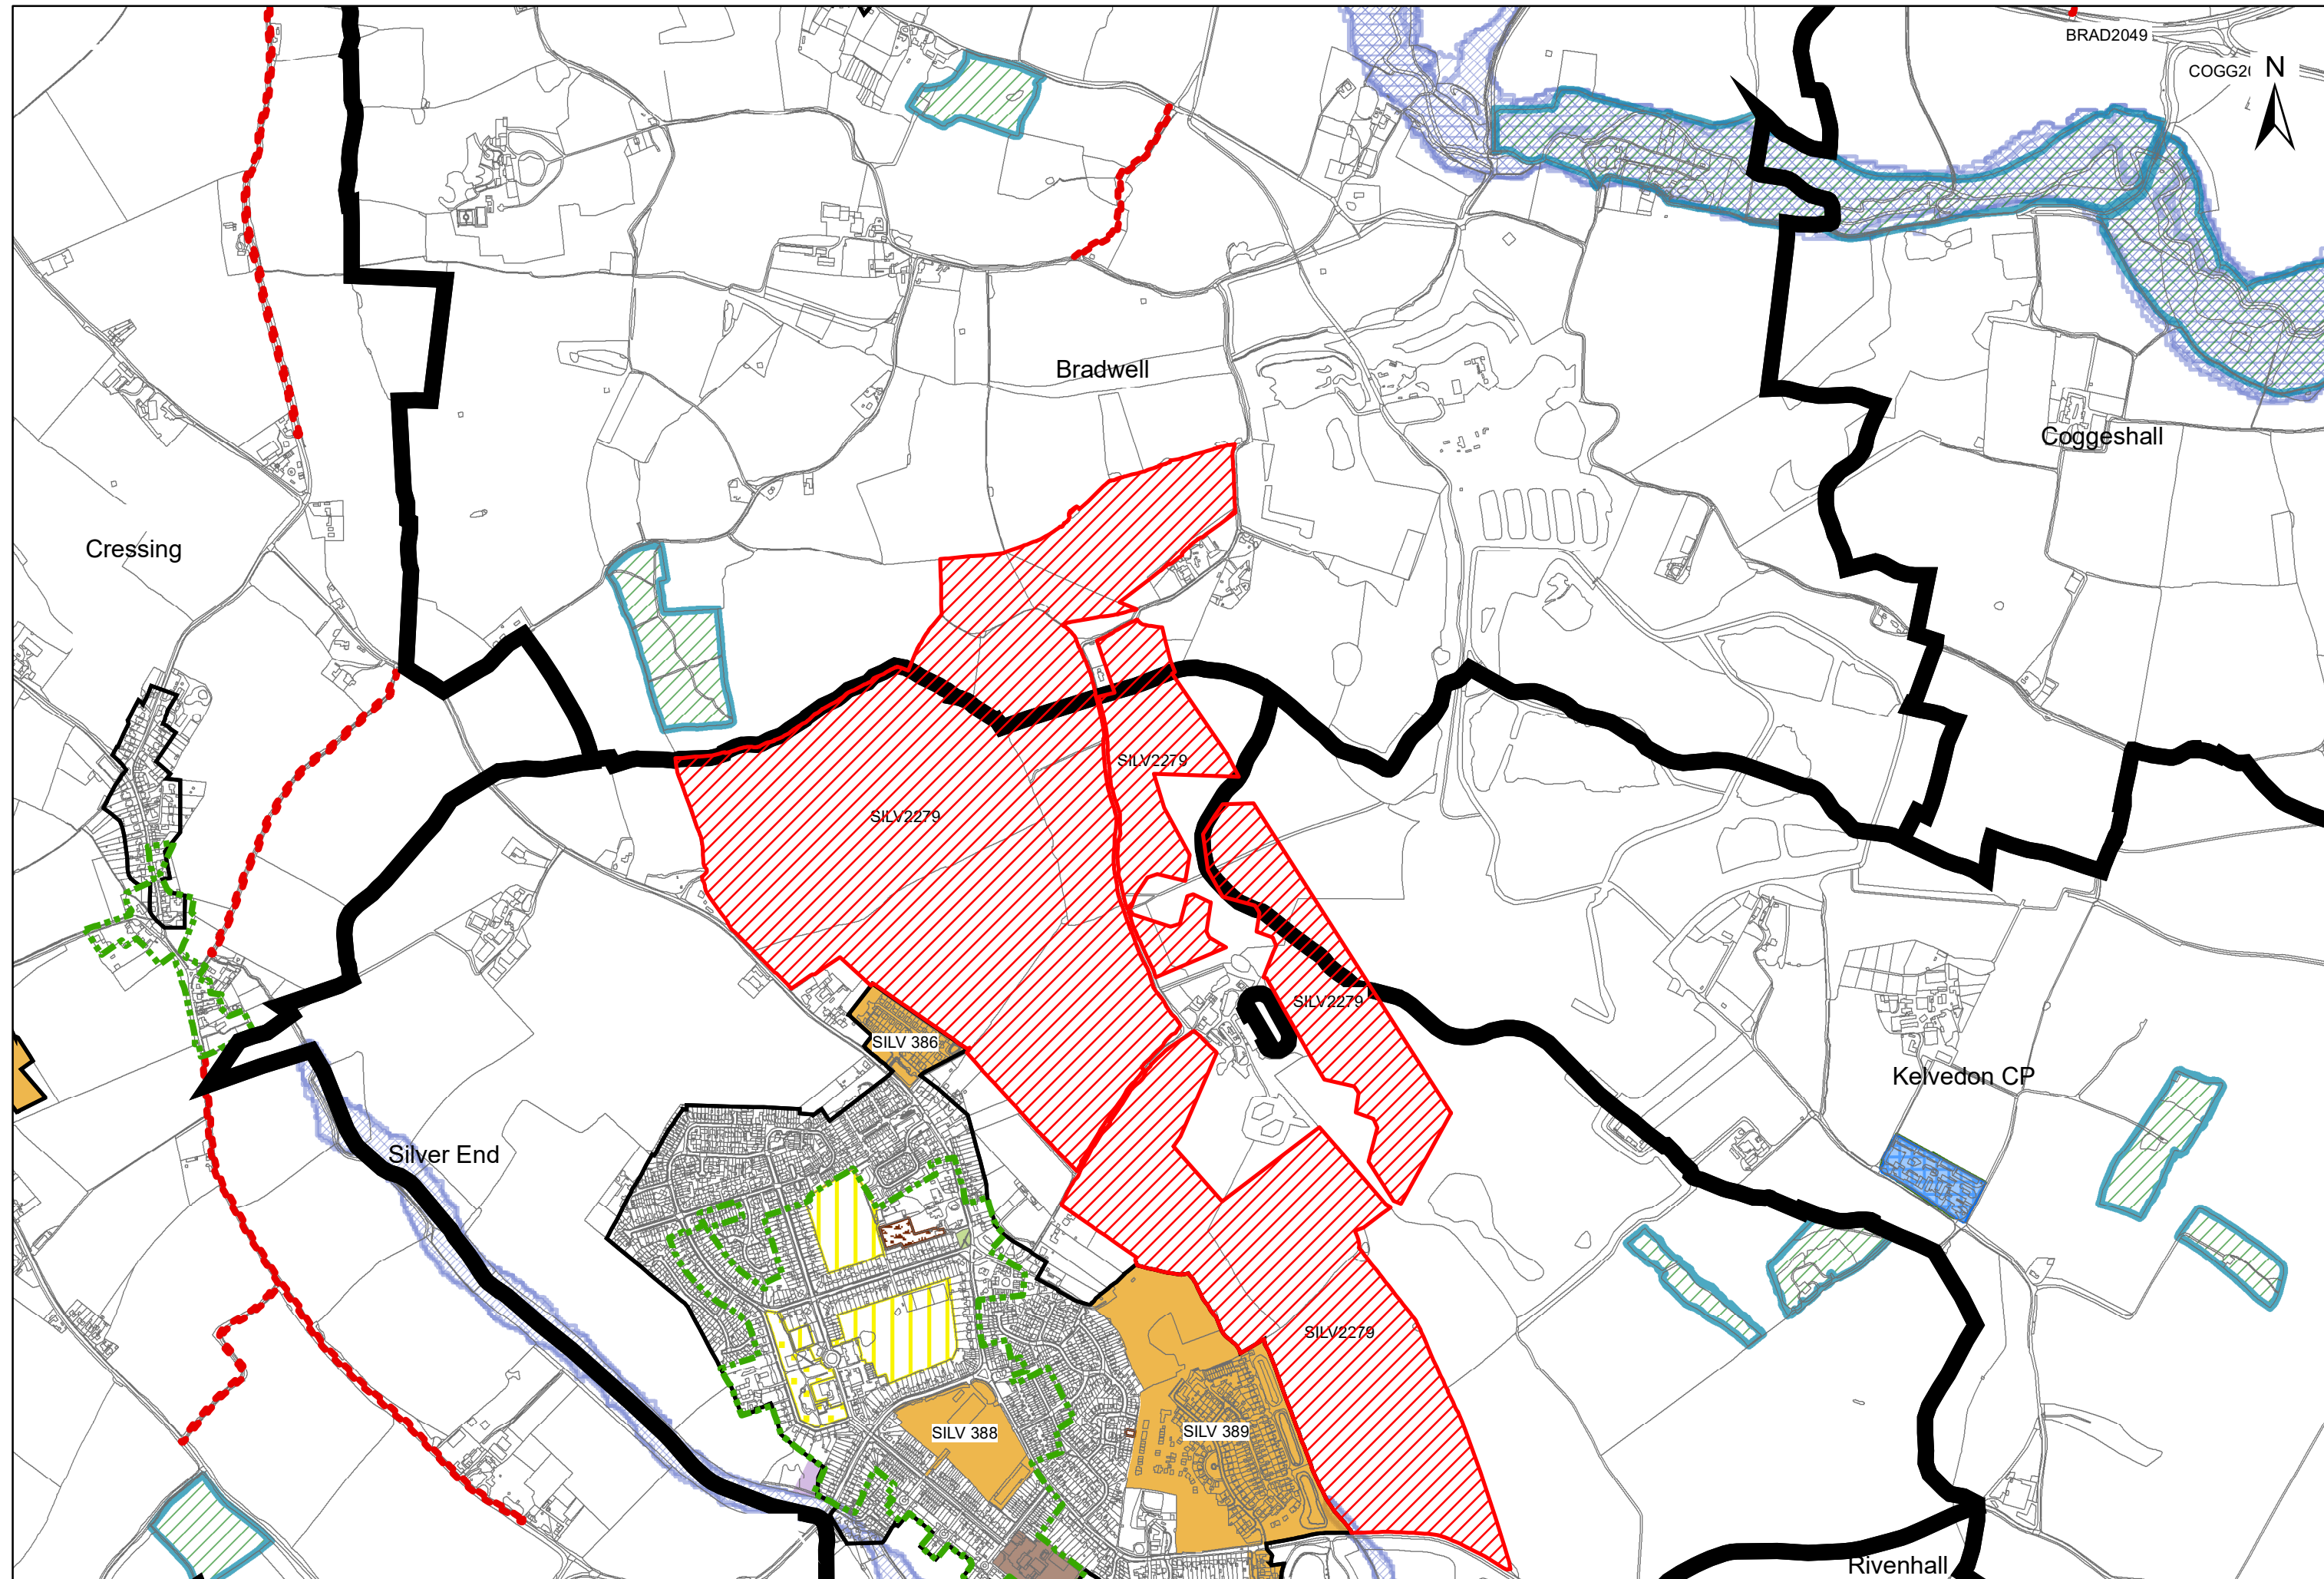 BRAD2049
COGG2
N
Bradwell
Coggeshall
Cressing
SILV2279
SILV2279
SILV2279
SILV 386
Kelvedon CP
Silver End
SILV2279
SILV 388
SILV 389
Rivenhall